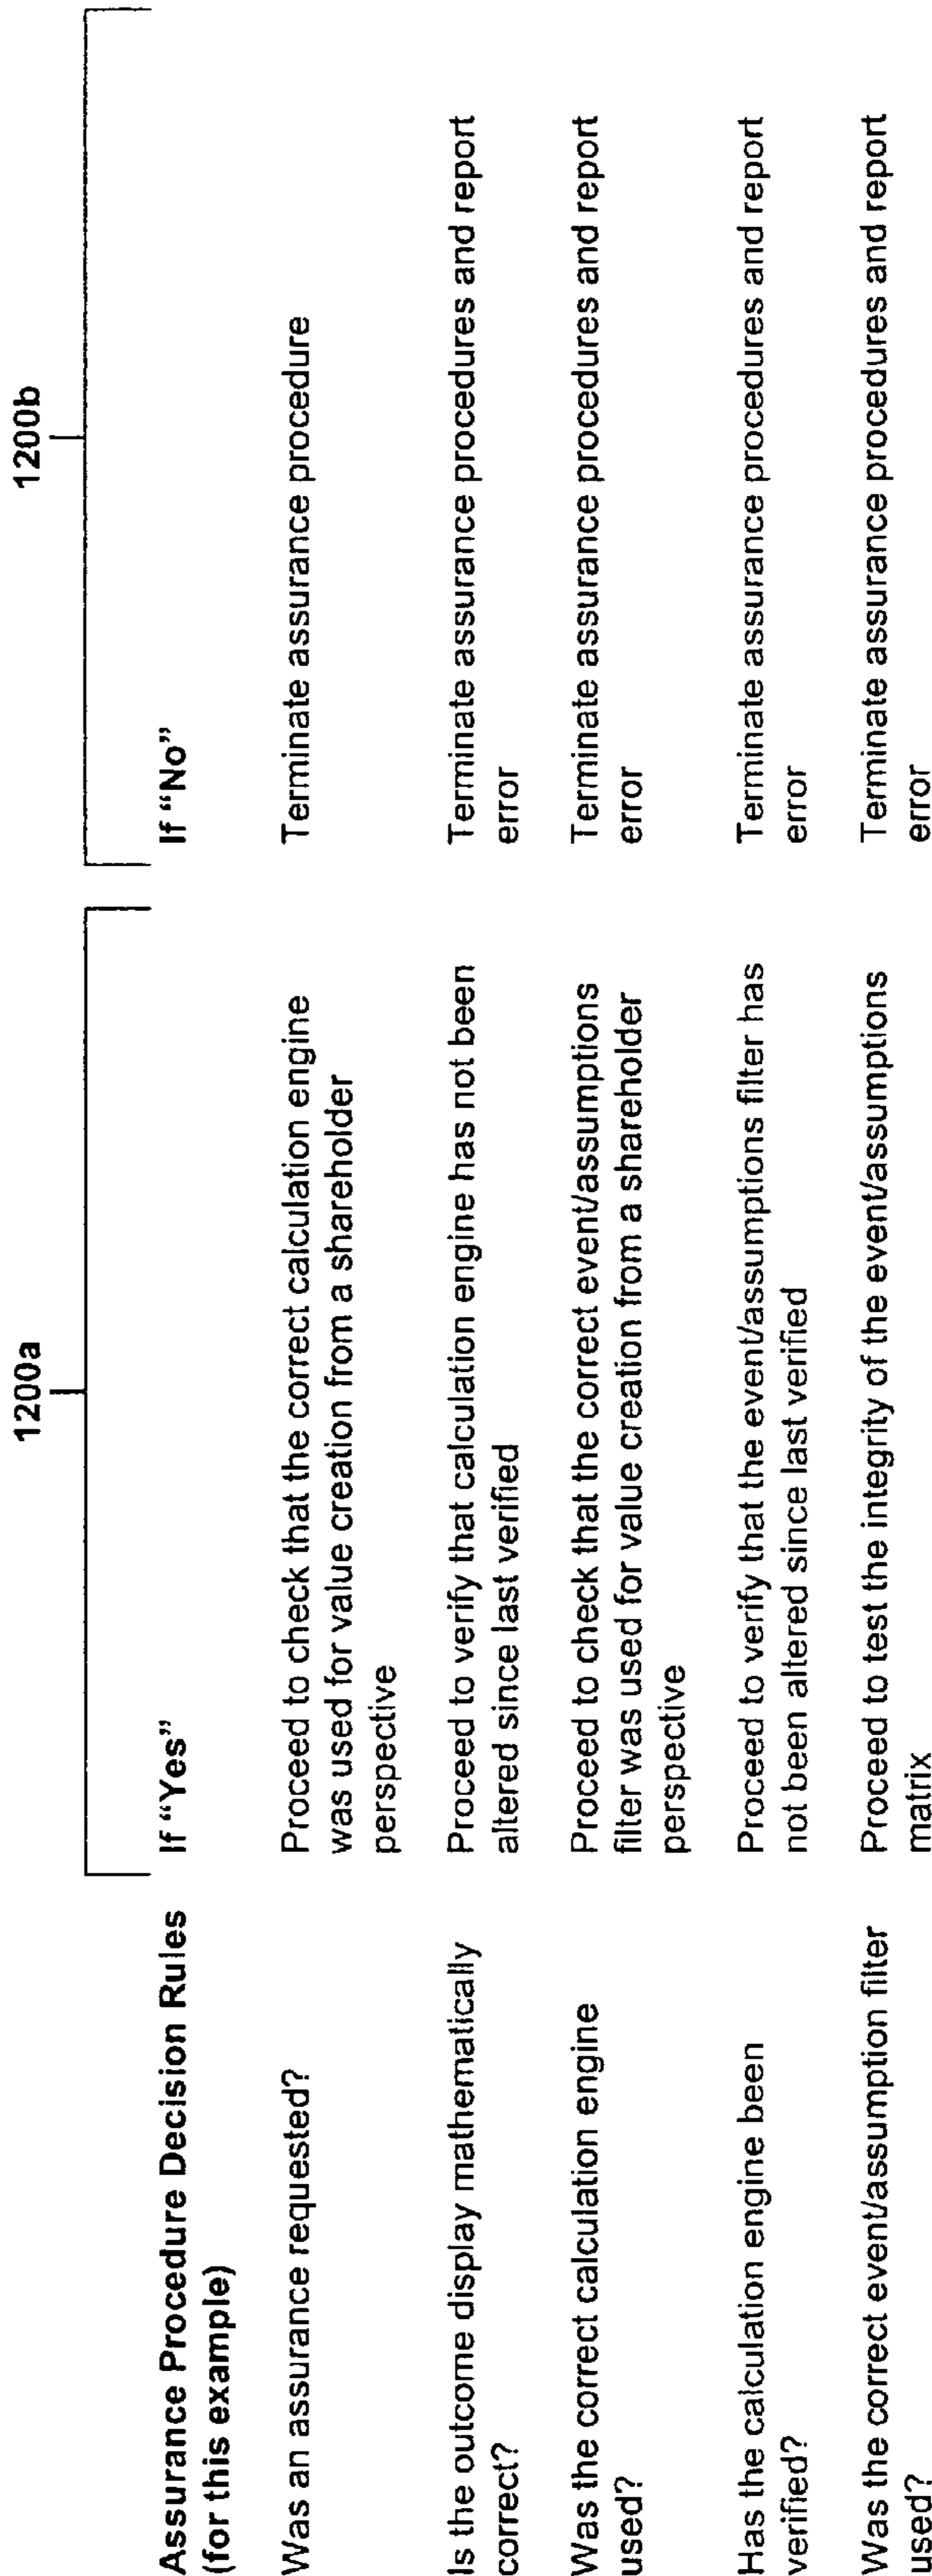 1200a
1200b
Assurance Procedure Decision Rules
(for this example)
If “Yes”
If “No”
Was an assurance requested?
Proceed to check that the correct calculation engine
was used for value creation from a shareholder
perspective
Terminate assurance procedure
Is the outcome display mathematically
correct?
Proceed to verify that calculation engine has not been
altered since last verified
Terminate assurance procedures and report
error
Was the correct calculation engine
used?
Proceed to check that the correct event/assumptions
filter was used for value creation from a shareholder
perspective
Terminate assurance procedures and report
error
Has the calculation engine been
verified?
Proceed to verify that the event/assumptions filter has
not been altered since last verified
Terminate assurance procedures and report
error
Was the correct event/assumption filter
used?
Proceed to test the integrity of the event/assumptions
matrix
Terminate assurance procedures and report
error